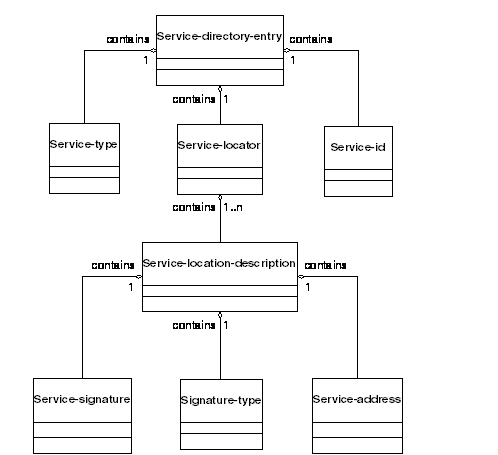 Service-directory-entry
contains
contains
1
1
contains 1
Service-type
Service-locator
Service-id
contains 1..n
Service-location-description
contains
contains
1
1
contains 1
Service-signature
Signature-type
Service-address